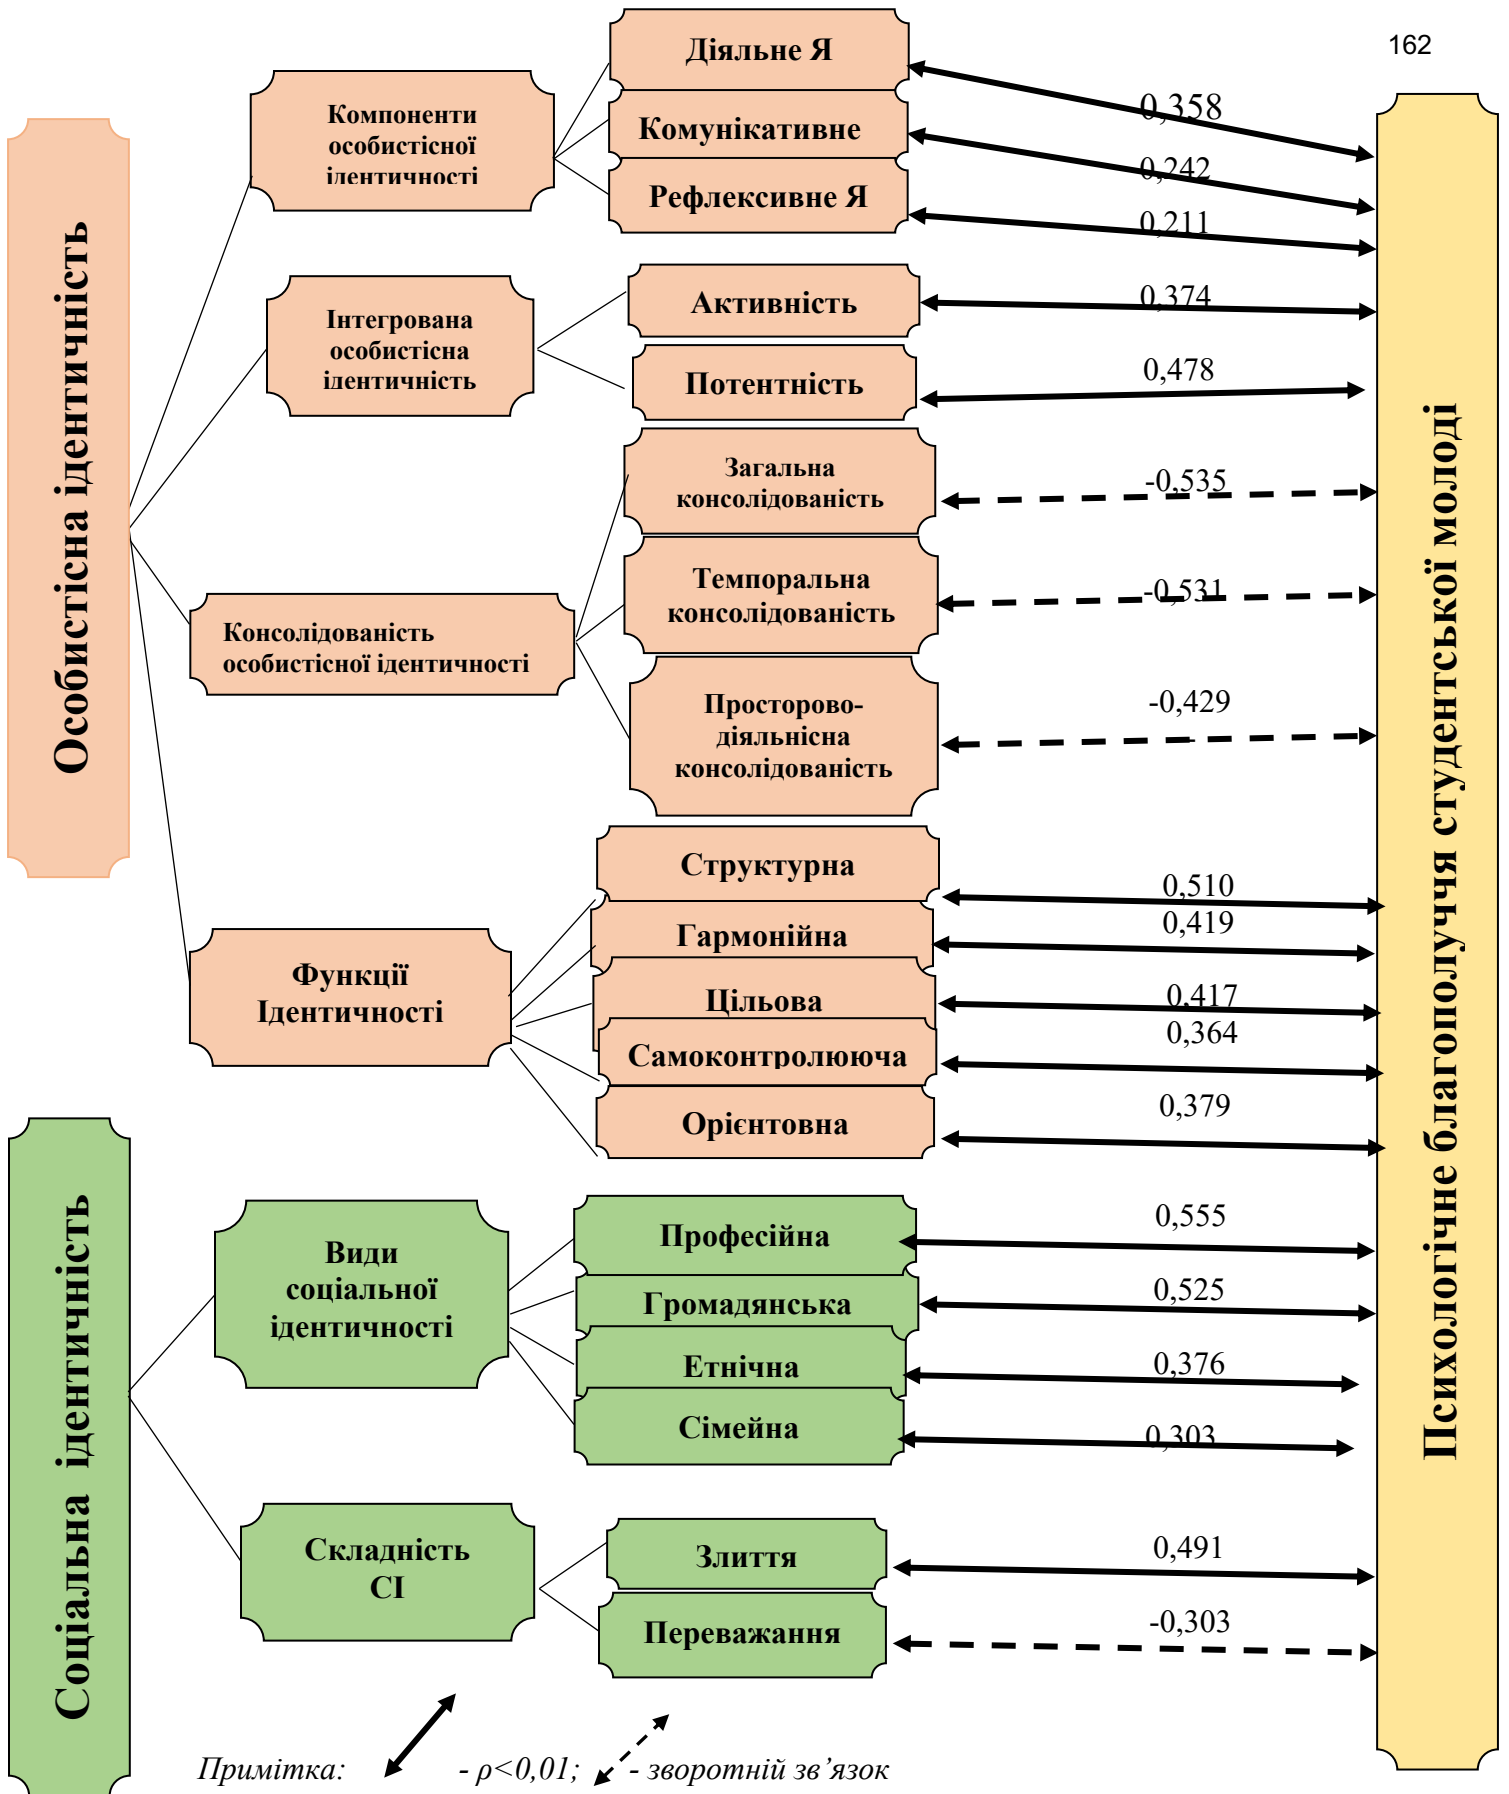 162
Особистісна ідентичність
Компоненти
особистісної
ідентичності
Діяльне Я
Комунікативне
Рефлексивне Я
0,358
0,242
0,211
Інтегрована
особистісна
ідентичність
Активність
Потентність
0,374
0,478
Консолідованість
особистісної ідентичності
Загальна
консолідованість
Темпоральна
консолідованість
Просторово-
діяльнісна
консолідованість
-0,535
-0,531
-0,429
-
Функції
Ідентичності
Структурна
Гармонійна
Цільова
Самоконтролююча
Орієнтовна
0,510
0,419
0,417
0,364
0,379
Соціальна ідентичність
Види
соціальної
ідентичності
Професійна
Громадянська
Етнічна
Сімейна
0,555
0,525
0,376
0,303
Складність
СІ
Злиття
Переважання
0,491
-0,303
Психологічне благополуччя студентської молоді
Примітка: - ρ<0,01; - зворотній зв’язок